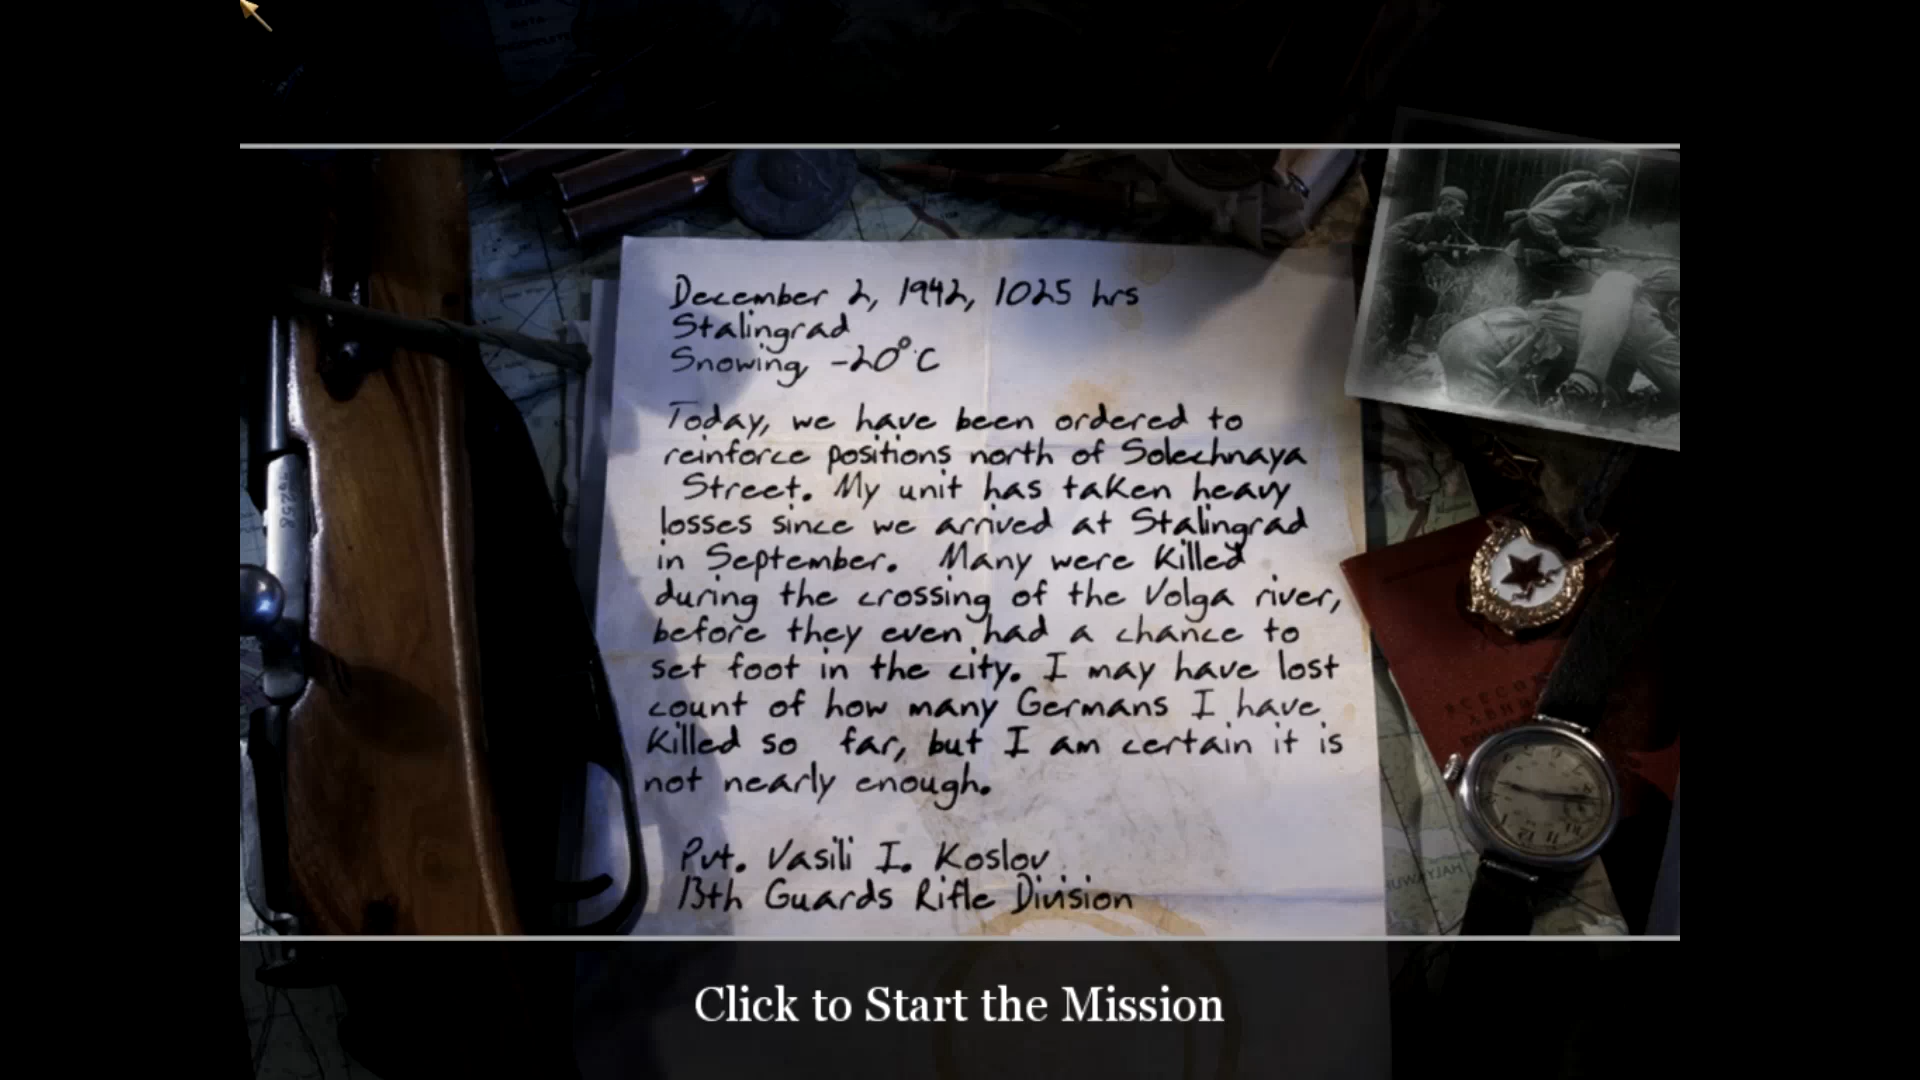 December 2, 1942, 1025 hrs
Stalingrad
Snowing, -20°C
Today, we have been ordered to
reinforce positions north of Solechnaya
Street. My unit has taken heavy
losses since we arrived at Stalingrad
in September. Many were killed
during the crossing of the Volga river,
before they even had a chance to
set foot in the city. I may have lost
count of how many Germans I have
killed so far, but I am certain it is
not nearly enough.
Pvt. Vasili I. Koslov
13th Guards Rifle Division
Click to Start the Mission